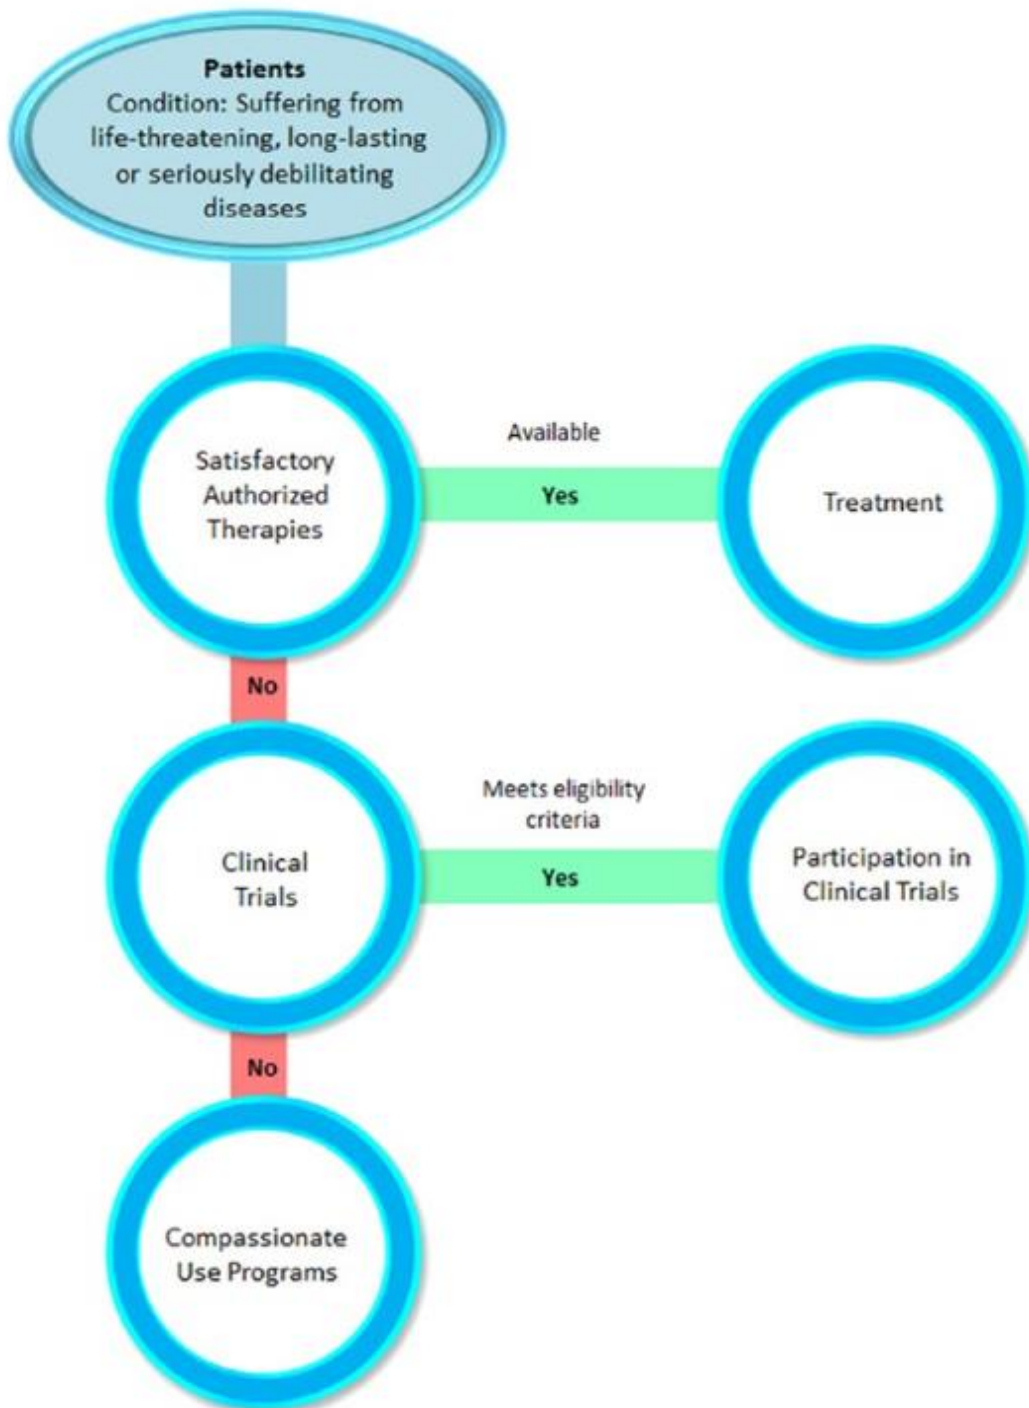 Patients
Condition: Suffering from
life-threatening, long-lasting
or seriously debilitating
diseases
Satisfactory
Authorized
Therapies
Available
Yes
Treatment
No
Clinical
Trials
Meets eligibility
criteria
Yes
Participation in
Clinical Trials
No
Compassionate
Use Programs